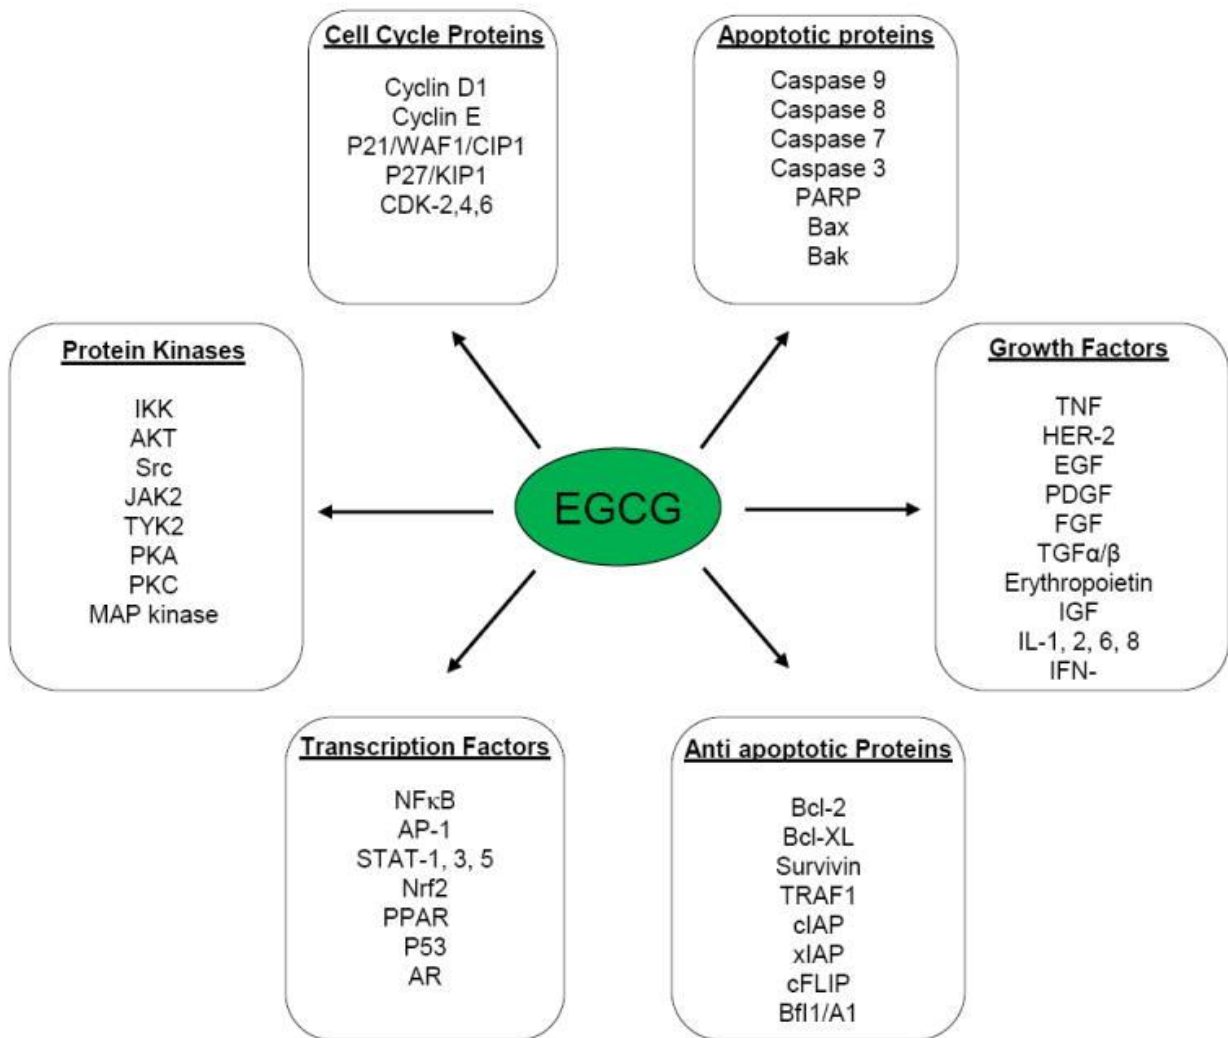 Cell Cycle Proteins
Cyclin D1
Cyclin E
P21/WAF1/CIP1
P27/KIP1
CDK-2,4,6
Apoptotic proteins
Caspase 9
Caspase 8
Caspase 7
Caspase 3
PARP
Bax
Bak
Protein Kinases
IKK
AKT
Src
JAK2
TYK2
PKA
PKC
MAP kinase
EGCG
Growth Factors
TNF
HER-2
EGF
PDGF
FGF
TGFα/β
Erythropoietin
IGF
IL-1, 2, 6, 8
IFN-
Transcription Factors
NFκB
AP-1
STAT-1, 3, 5
Nrf2
PPAR
P53
AR
Anti apoptotic Proteins
Bcl-2
Bcl-XL
Survivin
TRAF1
cIAP
xIAP
cFLIP
Bfl1/A1